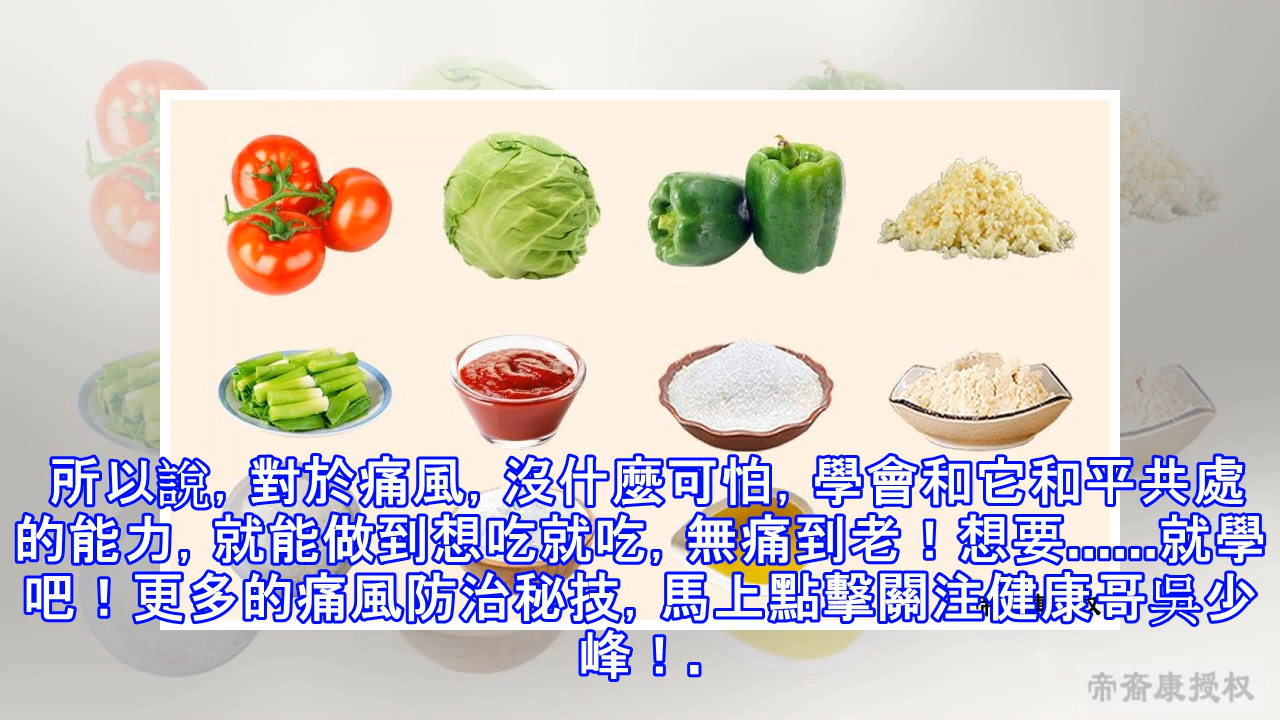 所以說, 對於痛風, 沒什麼可怕, 學會和它和平共處
的能力, 就能做到想吃就吃, 無痛到老！想要......就學
吧！更多的痛風防治秘技, 馬上點擊關注健康哥吳少
峰！.
帝裔康授权